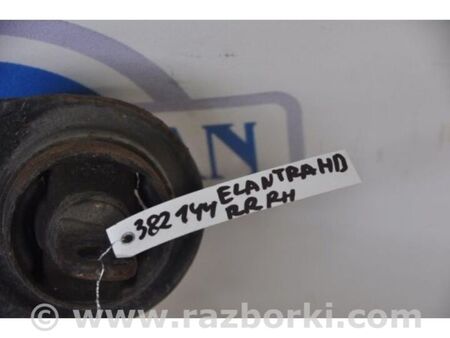 AN
382144 ELANTRA HD
RR RH
www.razborki.com